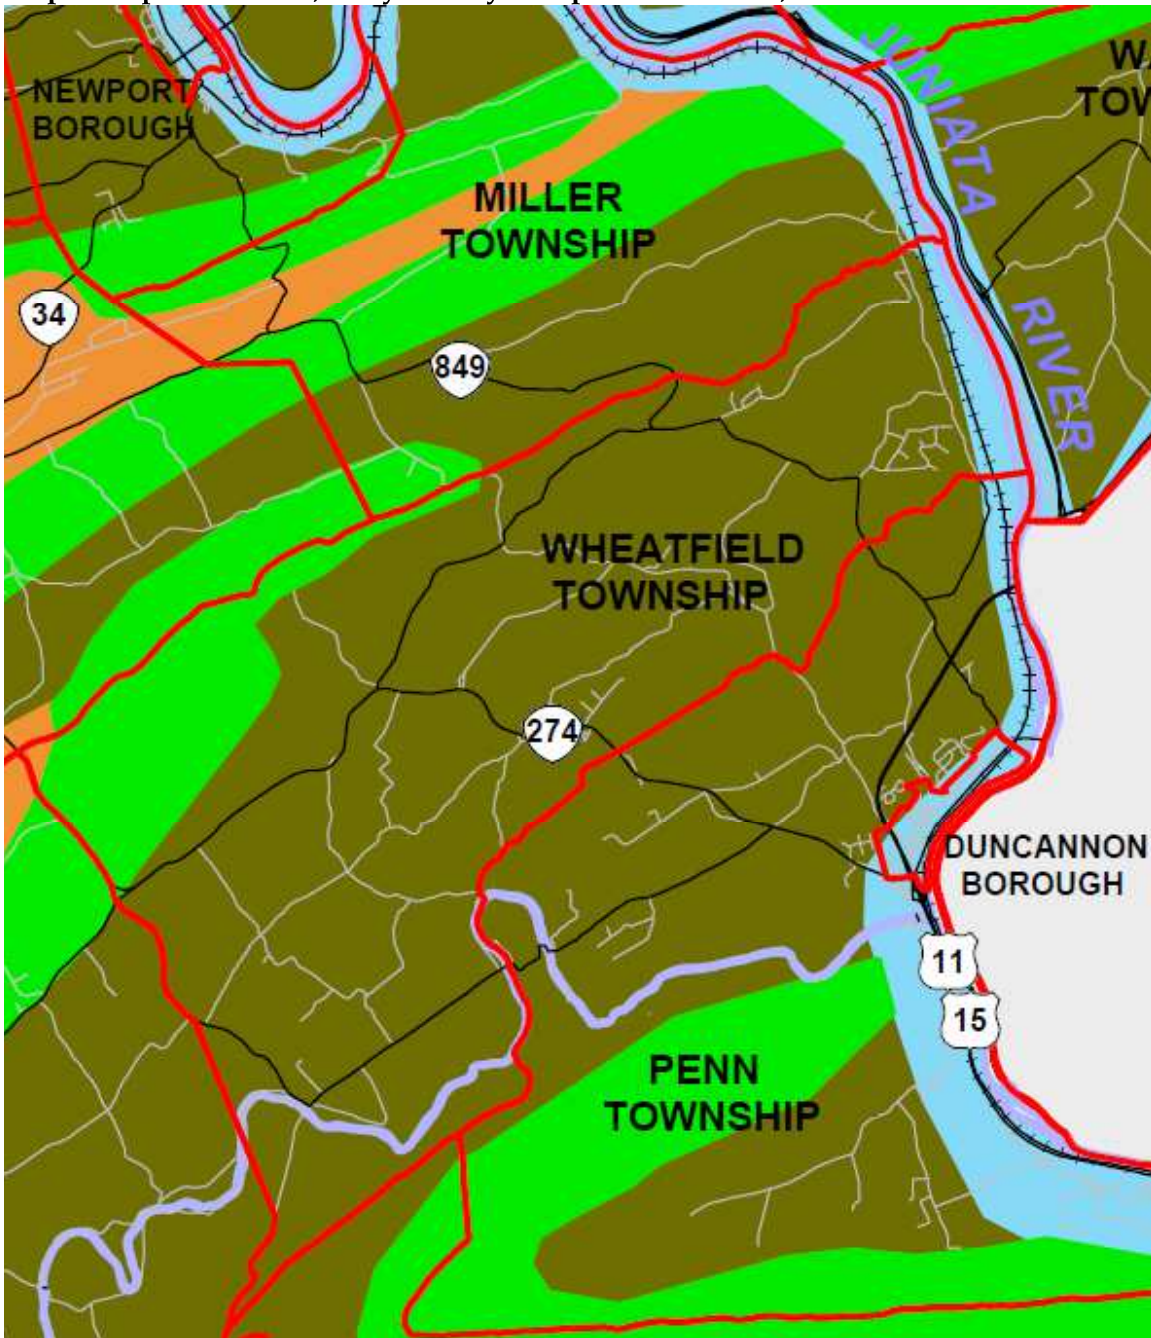 NEWPORT
BOROUGH
JUNIATA
RIVER
MILLER
TOWNSHIP
34
849
WHEATFIELD
TOWNSHIP
274
DUNCANNON
BOROUGH
11
15
PENN
TOWNSHIP